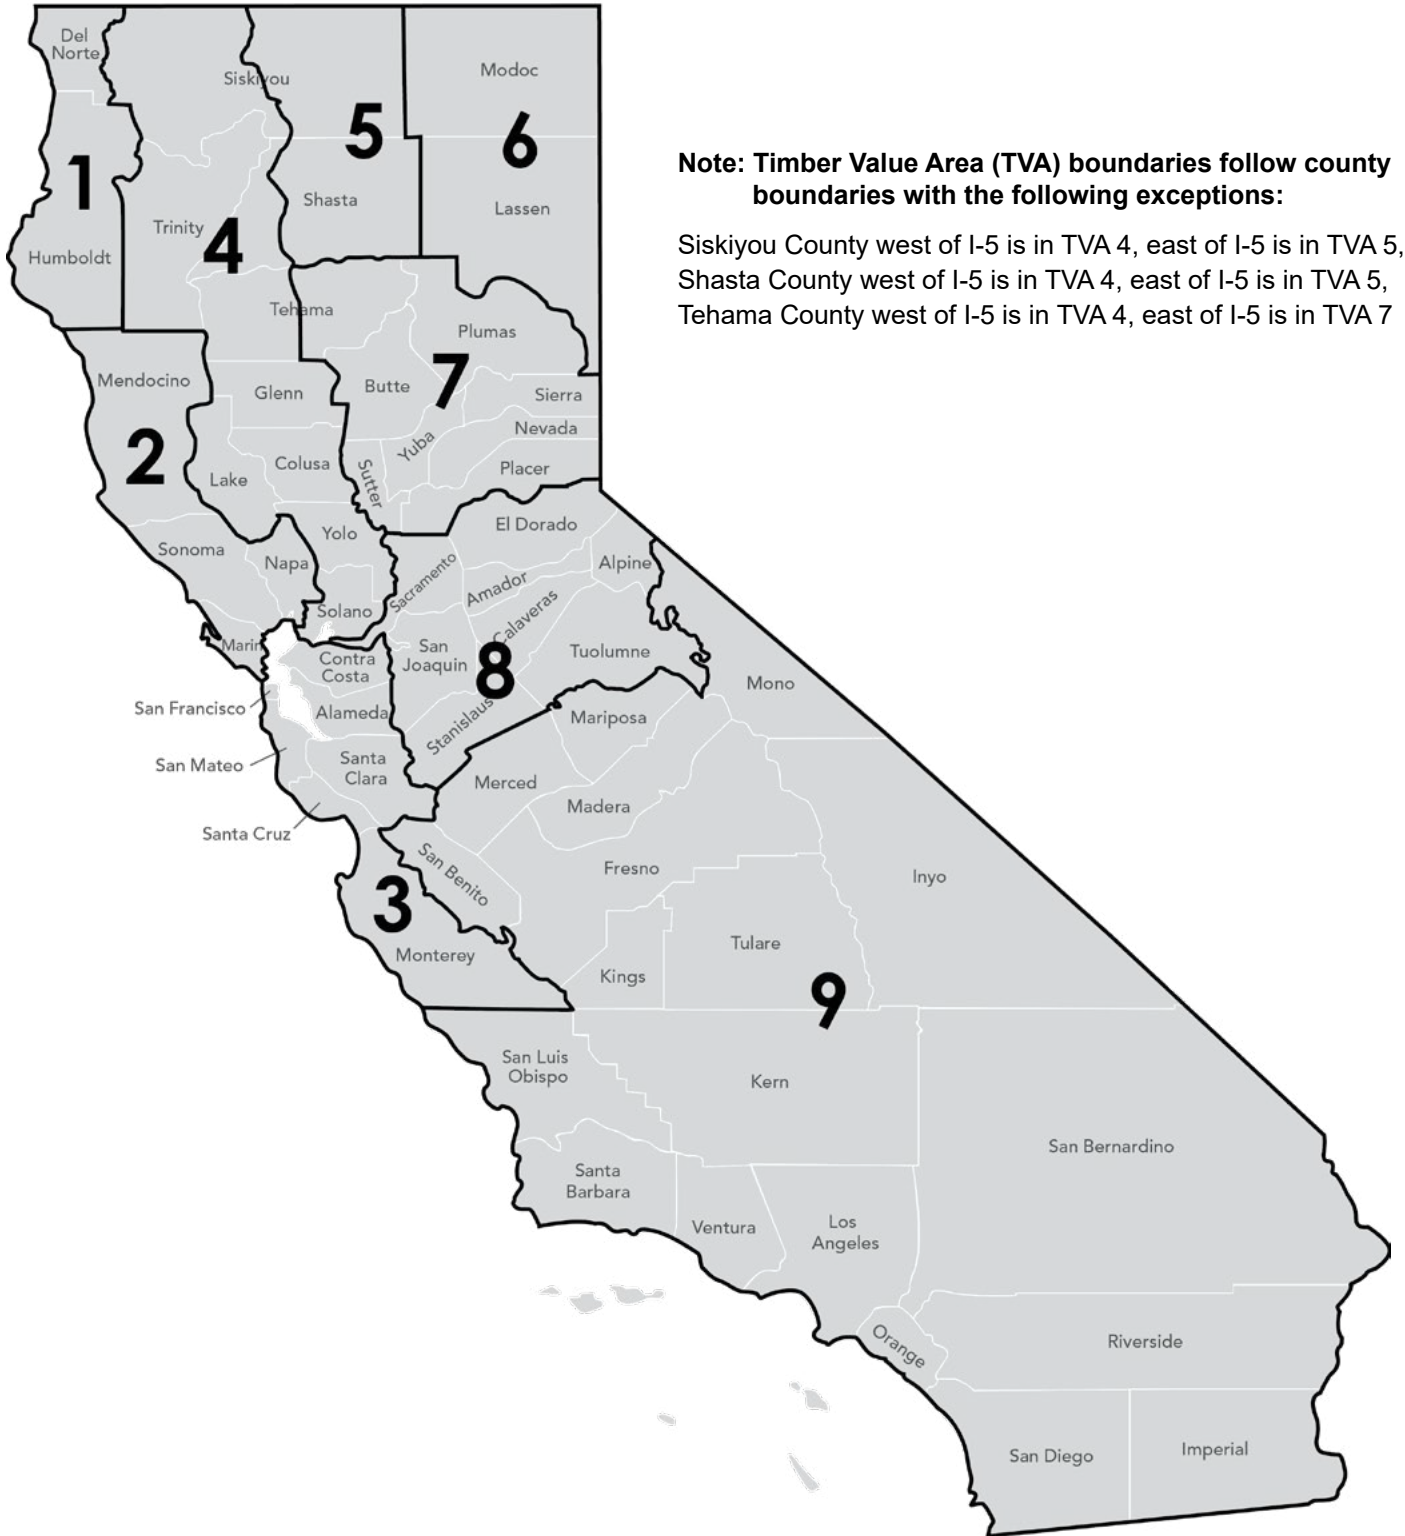 Del
Norte
Siskiyou
Modoc
5
6
1
Note: Timber Value Area (TVA) boundaries follow county
boundaries with the following exceptions:
Shasta
Lassen
Trinity
4
Humboldt
Siskiyou County west of I-5 is in TVA 4, east of I-5 is in TVA 5,
Shasta County west of I-5 is in TVA 4, east of I-5 is in TVA 5,
Tehama County west of I-5 is in TVA 4, east of I-5 is in TVA 7
Tehama
Plumas
Mendocino
Glenn
Butte
7
Sierra
Nevada
Yuba
2
Colusa
Sutter
Placer
Lake
El Dorado
Yolo
Sonoma
Napa
Sacramento
Alpine
Amador
Solano
Calaveras
Marin
San
Joaquin
Tuolumne
Contra
Costa
8
Mono
San Francisco
Alameda
Stanislaus
Mariposa
San Mateo
Santa
Clara
Merced
Madera
Santa Cruz
San Benito
Fresno
Inyo
3
Tulare
Monterey
Kings
9
San Luis
Obispo
Kern
San Bernardino
Santa
Barbara
Ventura
Los
Angeles
Orange
Riverside
San Diego
Imperial